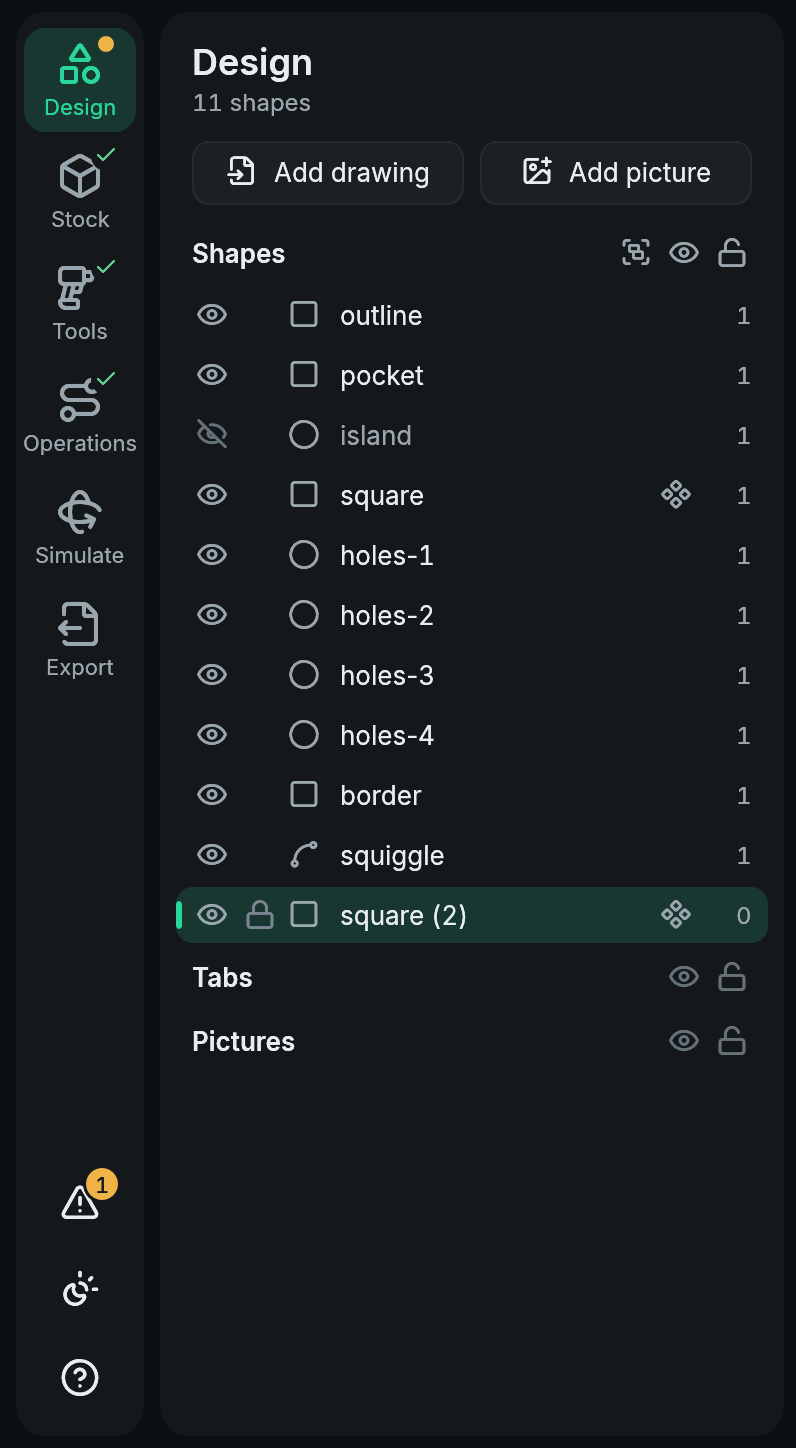 Design
Stock
Tools
Operations
Simulate
Export
1
Design
11 shapes
Add drawing
Add picture
Shapes
outline 1
pocket 1
island 1
square 1
holes-1 1
holes-2 1
holes-3 1
holes-4 1
border 1
squiggle 1
square (2) 0
Tabs
Pictures